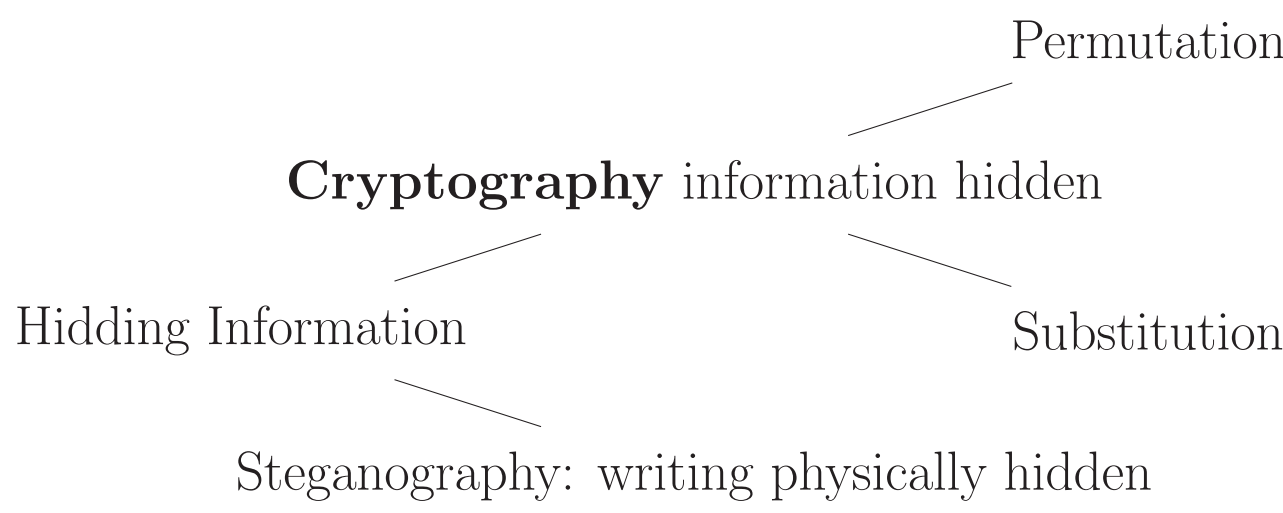 Permutation
Cryptography information hidden
Hidding Information
Substitution
Steganography: writing physically hidden